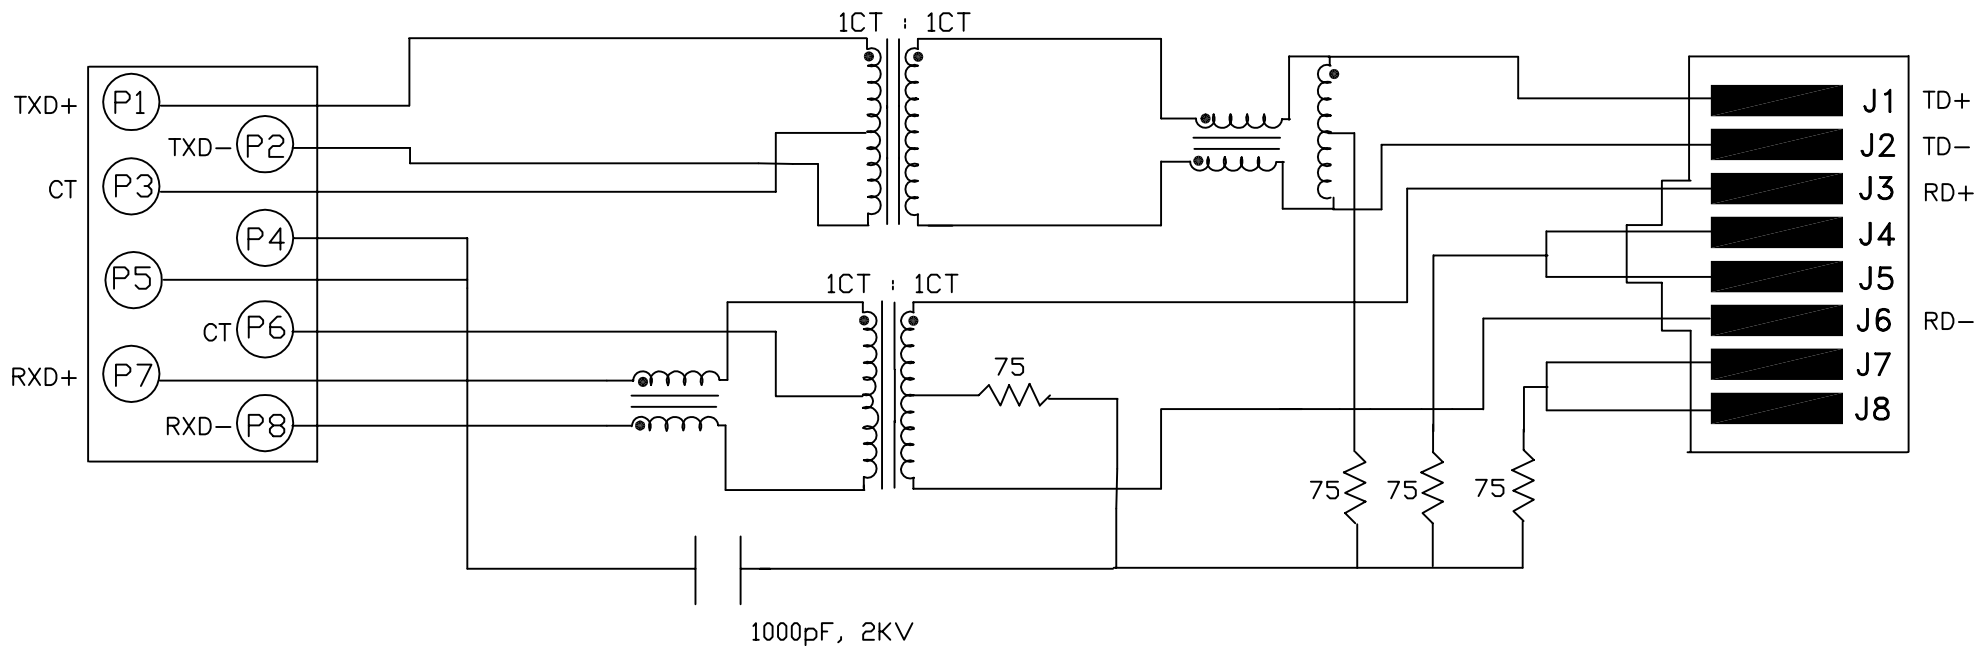 1CT : 1CT
TXD+ P1
TXD- P2
CT P3
P4
P5
CT P6
RXD+ P7
RXD- P8
1CT : 1CT
75
75 75 75
1000pF, 2KV
J1 TD+
J2 TD-
J3 RD+
J4
J5
J6 RD-
J7
J8